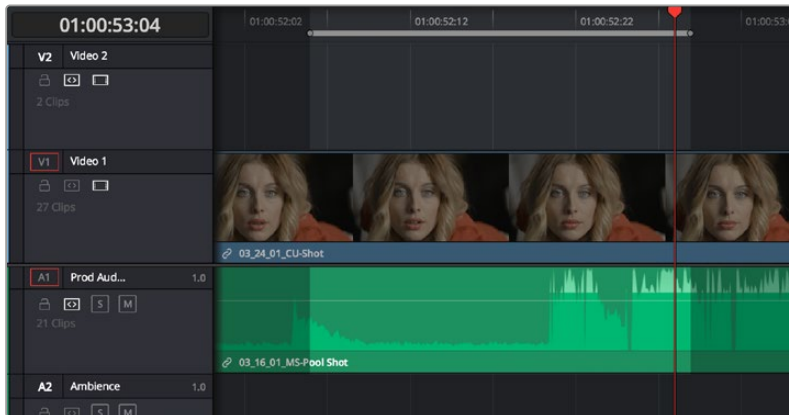 01:00:53:04
01:00:52:02 01:00:52:12 01:00:52:22 01:00:53:
V2 Video 2
2 Clips
V1 Video 1
27 Clips
03_24_01_CU-Shot
A1 Prod Aud... 1.0
S M
21 Clips
03_16_01_MS-Pool Shot
A2 Ambience 1.0
S M